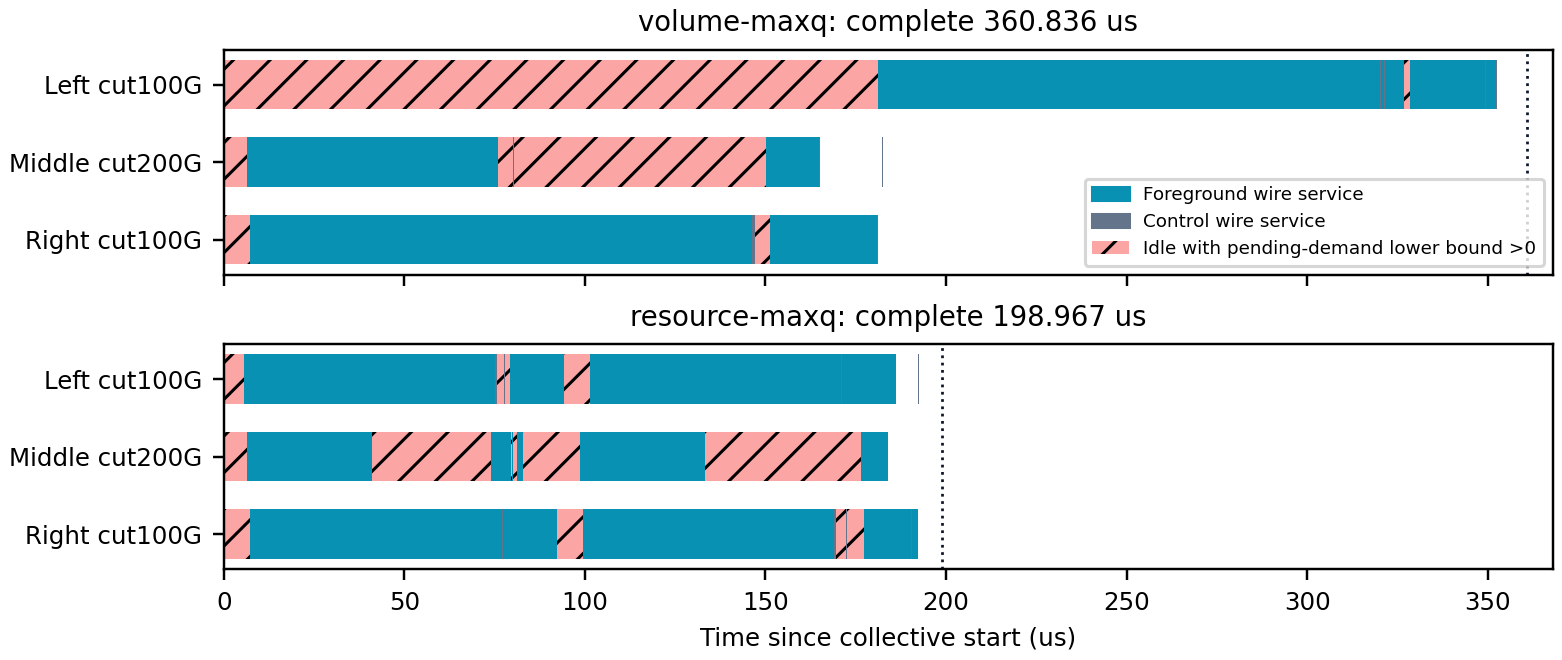 volume-maxq: complete 360.836 us
Left cut100G
Middle cut200G
Right cut100G
Foreground wire service
Control wire service
Idle with pending-demand lower bound >0
resource-maxq: complete 198.967 us
Left cut100G
Middle cut200G
Right cut100G
0 50 100 150 200 250 300 350
Time since collective start (us)